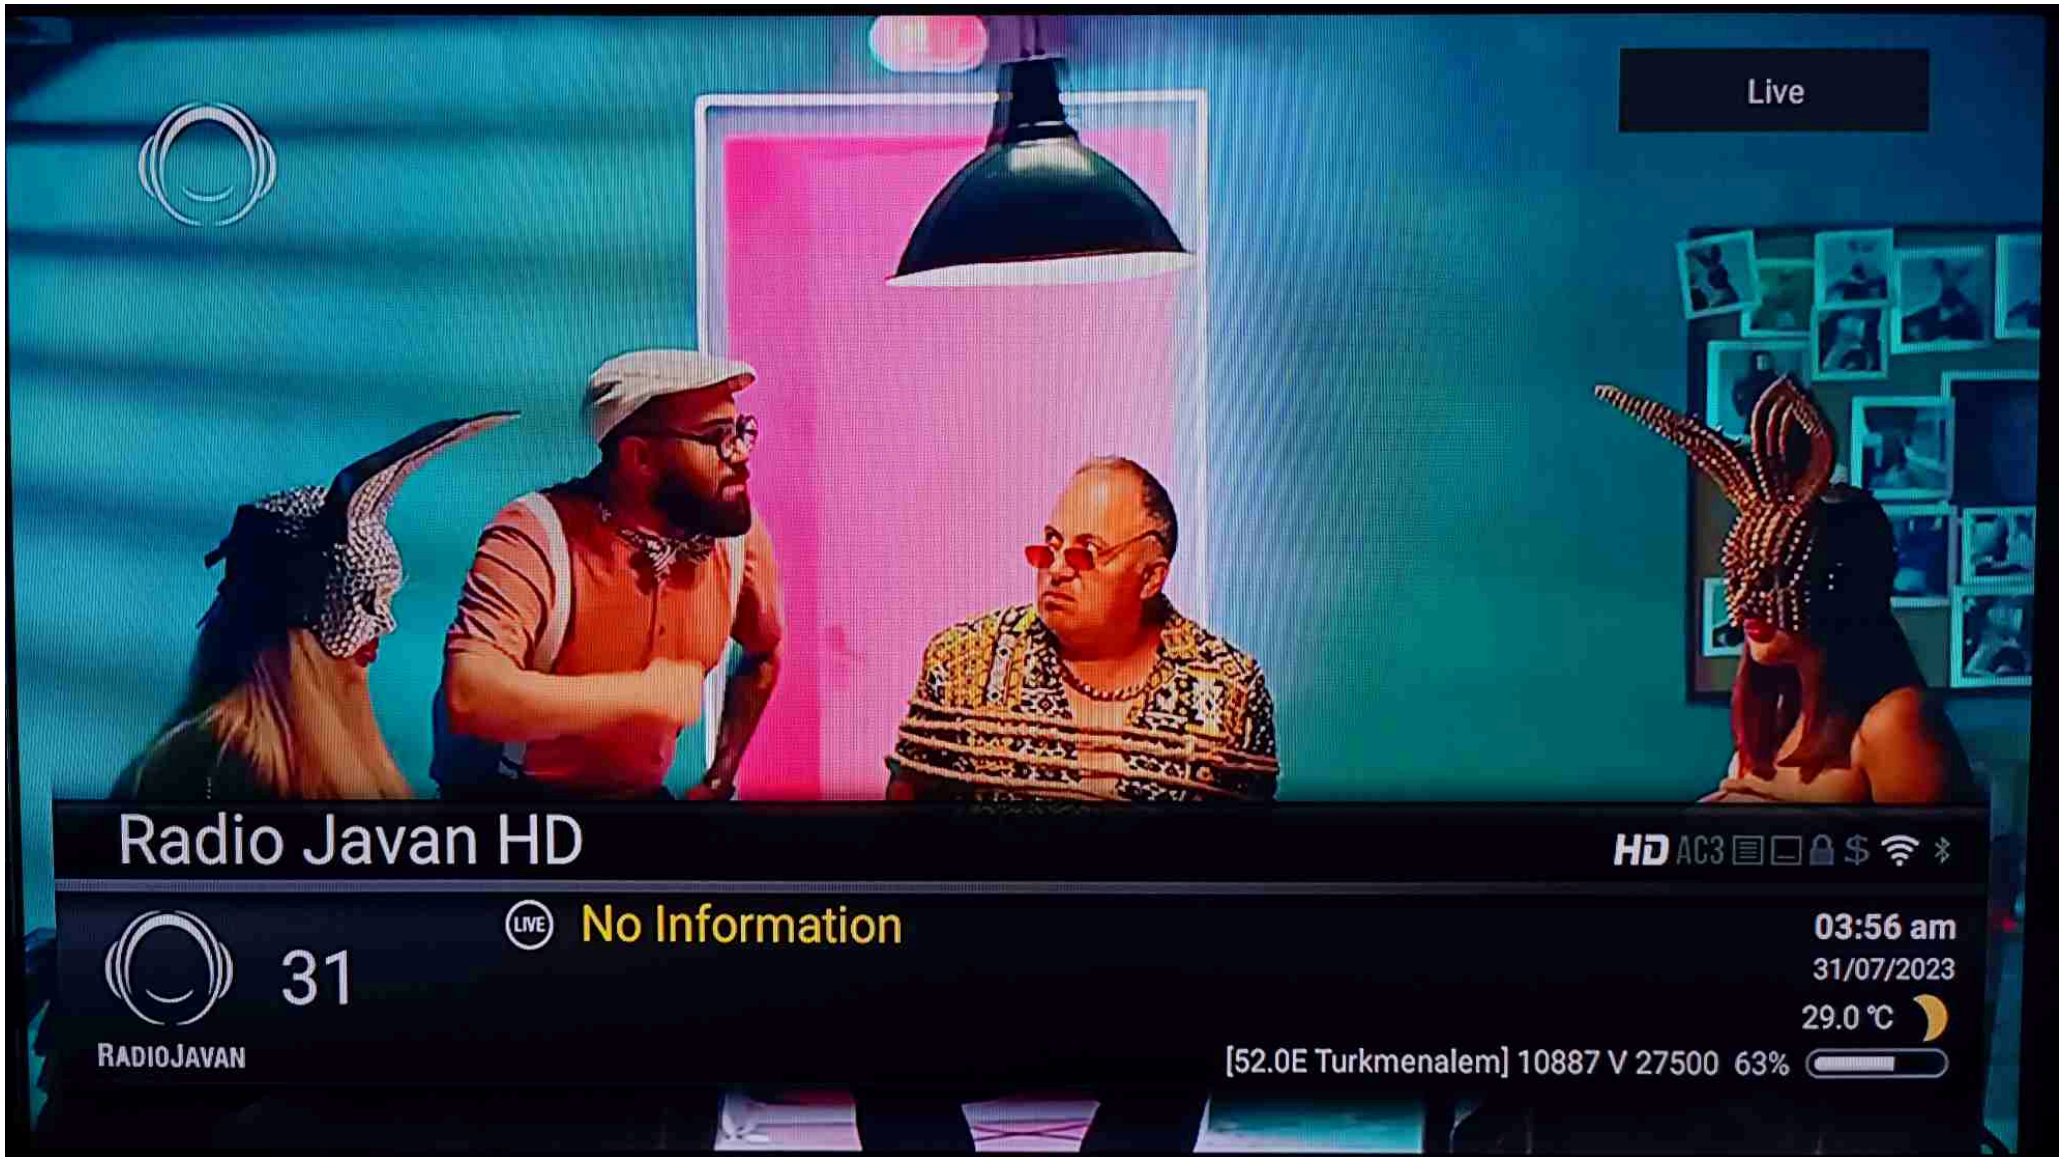 Live
Radio Javan HD
HD AC3 $
LIVE No Information
31
RADIOJAVAN
03:56 am
31/07/2023
29.0 °C
[52.0E Turkmenalem] 10887 V 27500 63%